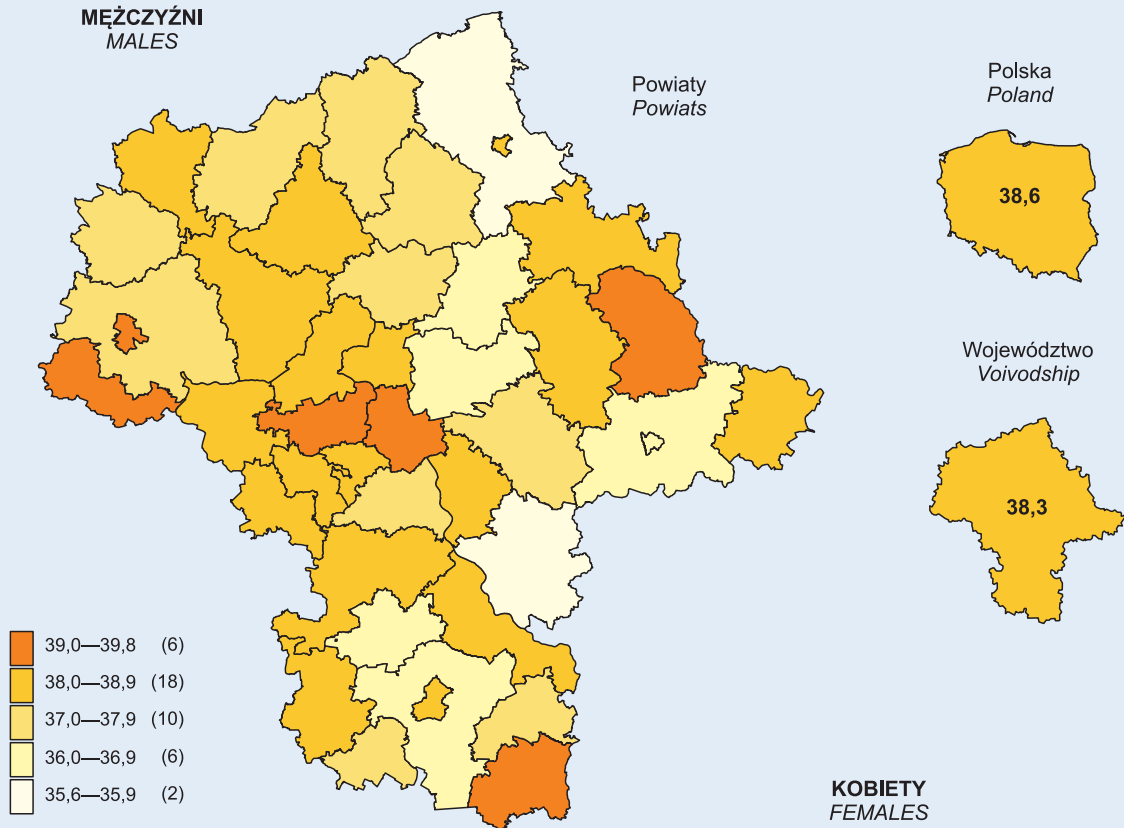 MĘŻCZYŹNI
MALES
Powiaty
Powiats
Polska
Poland
38,6
Województwo
Voivodship
38,3
39,0—39,8 (6)
38,0—38,9 (18)
37,0—37,9 (10)
36,0—36,9 (6)
35,6—35,9 (2)
KOBIETY
FEMALES